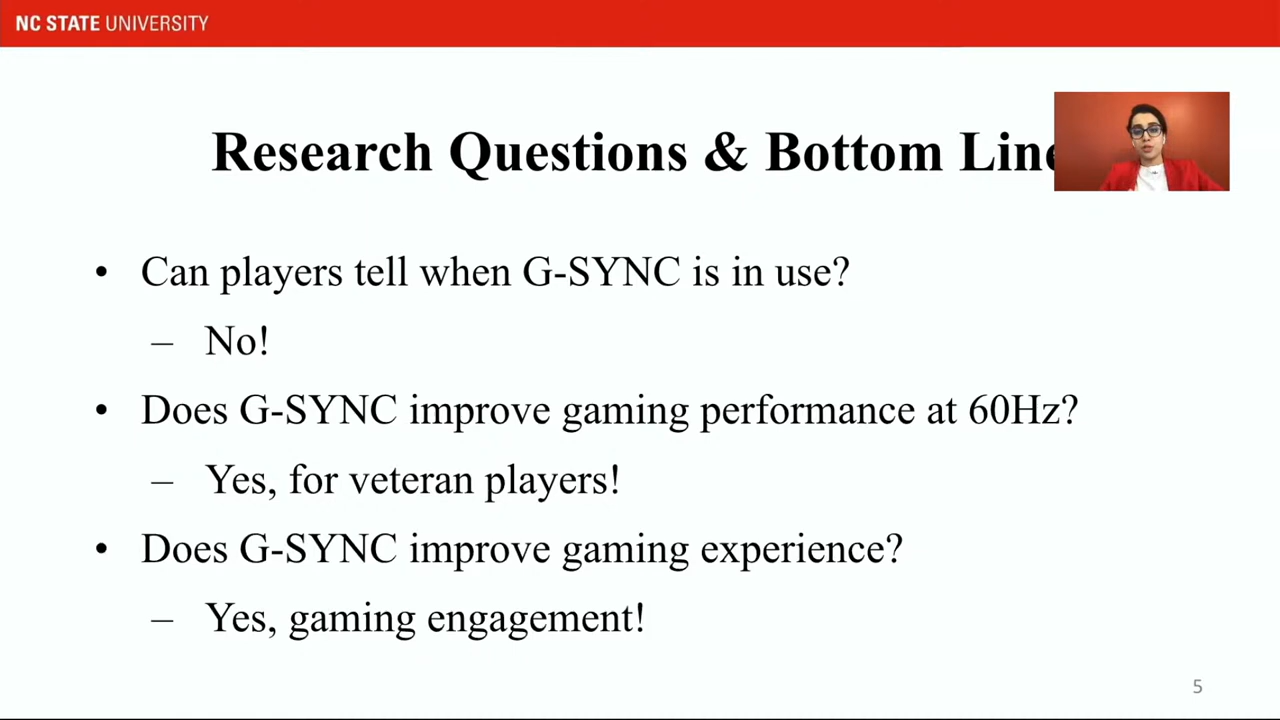 NC STATE UNIVERSITY
Research Questions & Bottom Line
• Can players tell when G-SYNC is in use?
– No!
• Does G-SYNC improve gaming performance at 60Hz?
– Yes, for veteran players!
• Does G-SYNC improve gaming experience?
– Yes, gaming engagement!
5